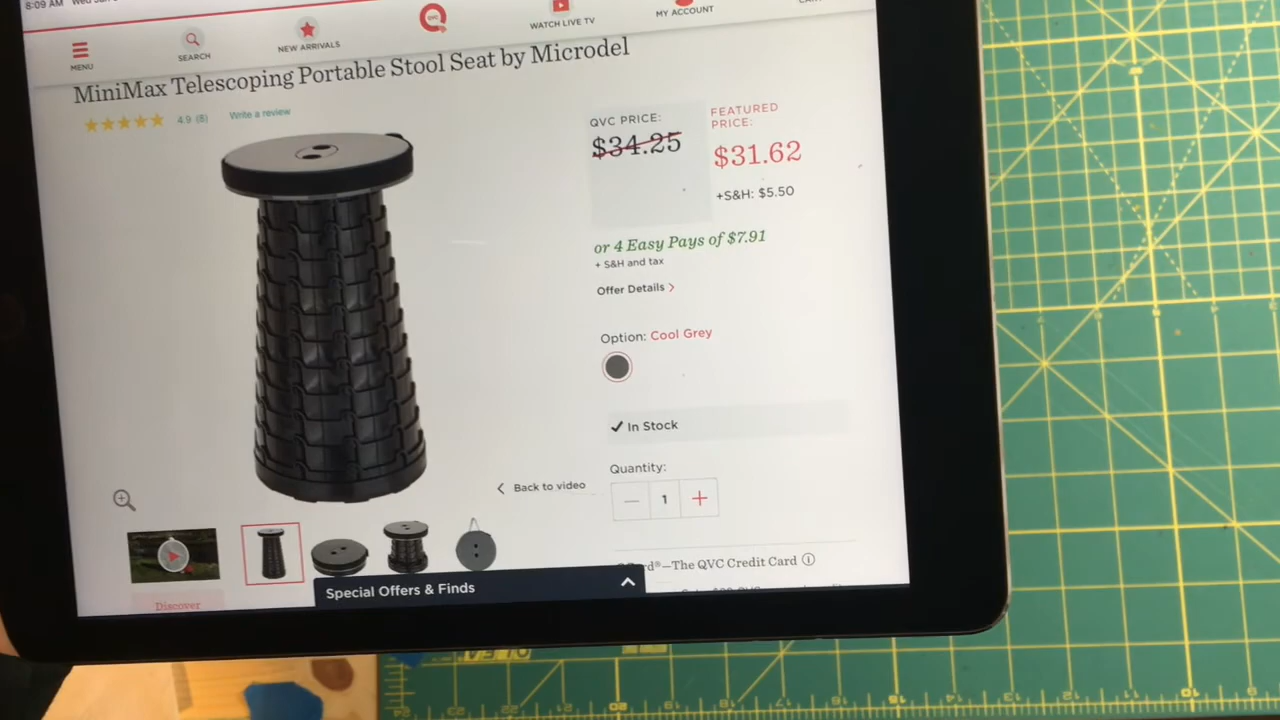 8:09 AM
MENU
SEARCH
NEW ARRIVALS
Q
WATCH LIVE TV
MY ACCOUNT
MiniMax Telescoping Portable Stool Seat by Microdel
4.9 (8) Write a review
QVC PRICE:
$34.25
FEATURED
PRICE:
$31.62
+S&H: $5.50
or 4 Easy Pays of $7.91
+ S&H and tax
Offer Details >
Option: Cool Grey
In Stock
Quantity:
1
Back to video
—The QVC Credit Card
Special Offers & Finds
Discover